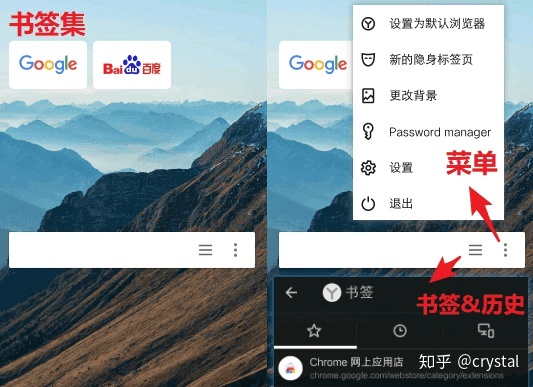 书签集
Google
Bai du 百度
Google
设置为默认浏览器
新的隐身标签页
更改背景
Password manager
设置
退出
菜单
书签&历史
书签
Chrome 网上应用店
chrome.google.com/webstore/category/extensions
知乎 @crystal